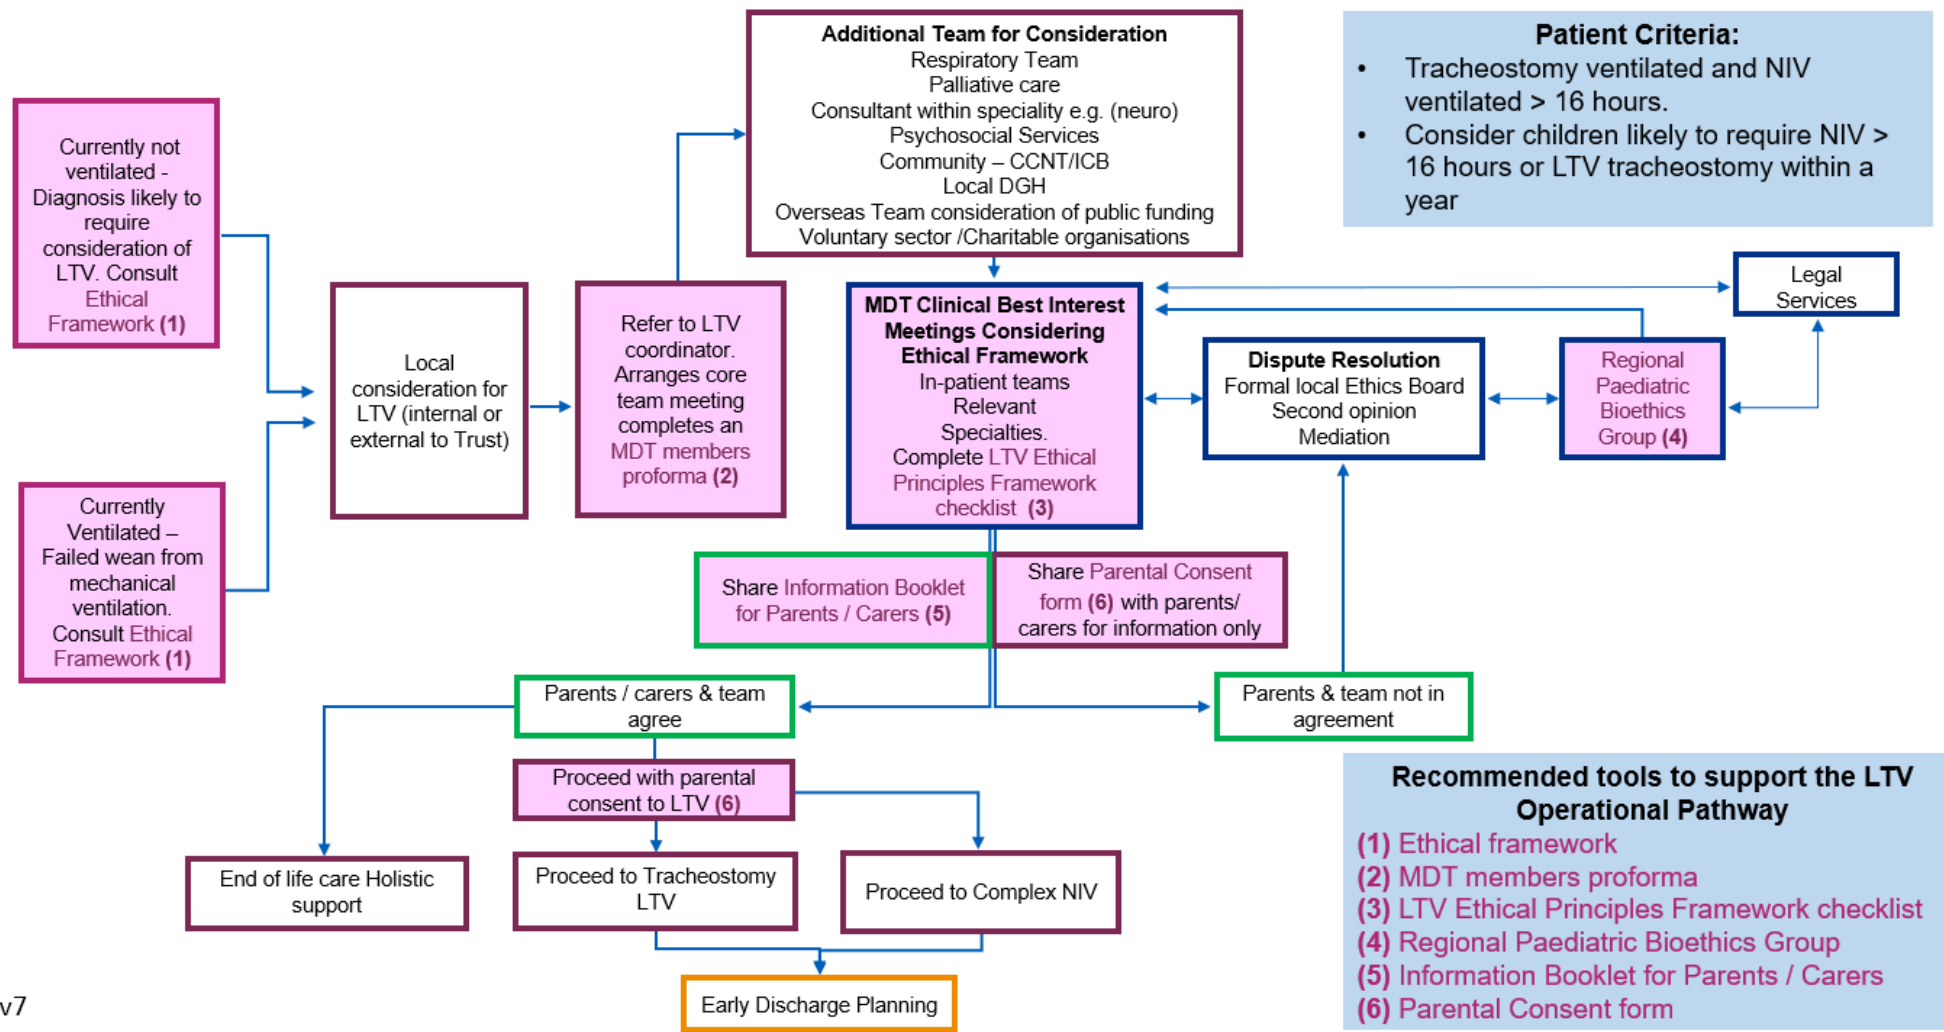 Additional Team for Consideration
Respiratory Team
Palliative care
Consultant within speciality e.g. (neuro)
Psychosocial Services
Community – CCNT/ICB
Local DGH
Overseas Team consideration of public funding
Voluntary sector /Charitable organisations
Patient Criteria:
• Tracheostomy ventilated and NIV
ventilated > 16 hours.
• Consider children likely to require NIV >
16 hours or LTV tracheostomy within a
year
Currently not
ventilated -
Diagnosis likely to
require
consideration of
LTV. Consult
Ethical
Framework (1)
Currently
Ventilated –
Failed wean from
mechanical
ventilation.
Consult Ethical
Framework (1)
Local
consideration for
LTV (internal or
external to Trust)
Refer to LTV
coordinator.
Arranges core
team meeting
completes an
MDT members
proforma (2)
MDT Clinical Best Interest
Meetings Considering
Ethical Framework
In-patient teams
Relevant
Specialties.
Complete LTV Ethical
Principles Framework
checklist (3)
Dispute Resolution
Formal local Ethics Board
Second opinion
Mediation
Regional
Paediatric
Bioethics
Group (4)
Legal
Services
Share Information Booklet
for Parents / Carers (5)
Share Parental Consent
form (6) with parents/
carers for information only
Parents / carers & team
agree
Parents & team not in
agreement
Proceed with parental
consent to LTV (6)
End of life care Holistic
support
Proceed to Tracheostomy
LTV
Proceed to Complex NIV
Early Discharge Planning
Recommended tools to support the LTV
Operational Pathway
(1) Ethical framework
(2) MDT members proforma
(3) LTV Ethical Principles Framework checklist
(4) Regional Paediatric Bioethics Group
(5) Information Booklet for Parents / Carers
(6) Parental Consent form
v7